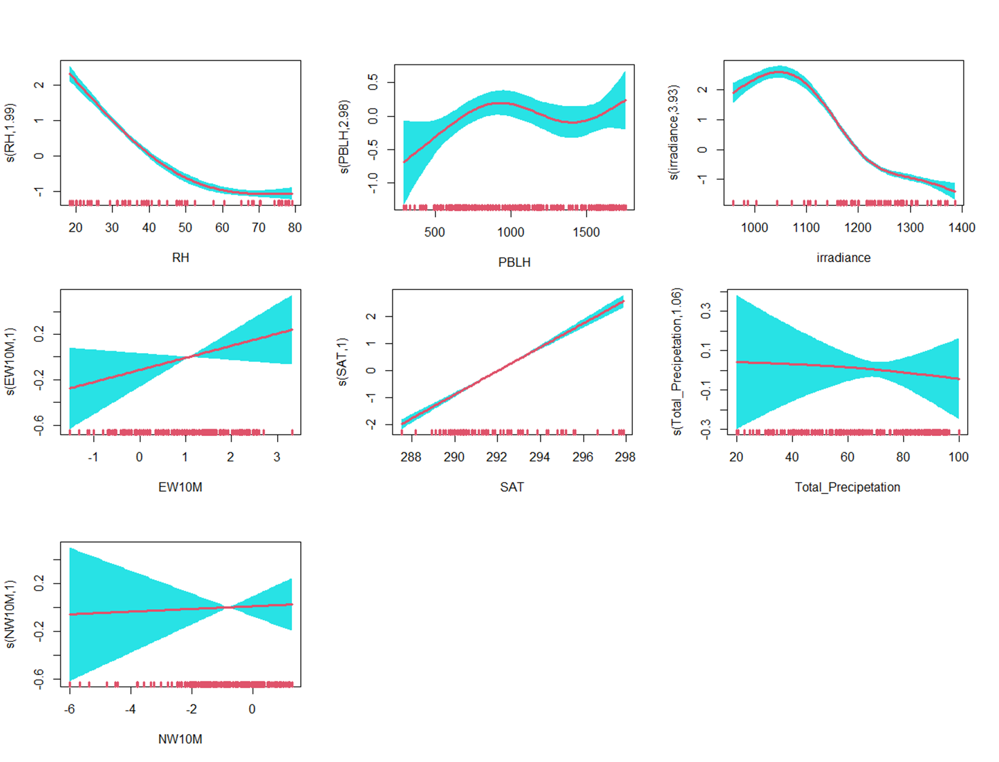 s(RH,1.99)
2
1
0
-1
20 30 40 50 60 70 80
RH
s(PBLH,2.98)
0.5
0.0
-0.5
-1.0
500 1000 1500
PBLH
s(irradiance,3.93)
2
1
0
-1
1000 1100 1200 1300 1400
irradiance
s(EW10M,1)
0.2
-0.2
-0.6
-1 0 1 2 3
EW10M
s(SAT,1)
2
1
0
-1
-2
288 290 292 294 296 298
SAT
s(Total_Precipetation,1.06)
0.3
0.1
-0.1
-0.3
20 40 60 80 100
Total_Precipetation
s(NW10M,1)
0.2
-0.2
-0.6
-6 -4 -2 0
NW10M